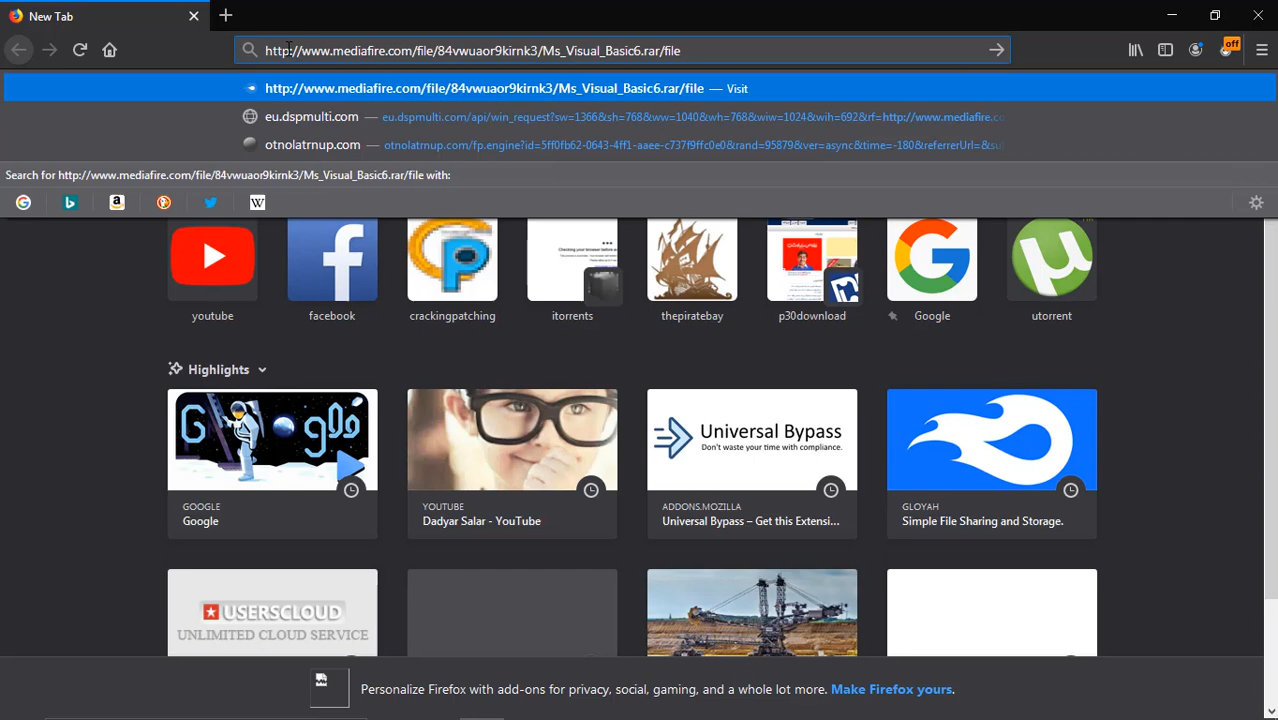 New Tab
http://www.mediafire.com/file/84vwuaor9kirnk3/Ms_Visual_Basic6.rar/file
off
http://www.mediafire.com/file/84vwuaor9kirnk3/Ms_Visual_Basic6.rar/file — Visit
eu.dspmulti.com — eu.dspmulti.com/api/win_request?sw=1366&sh=768&ww=1040&wh=768&wiw=1024&wih=692&rf=http://www.mediafire.co
otnolatrnup.com — otnolatrnup.com/fp.engine?id=5ff0fb62-0643-4ff1-aaee-c737f9ffc0e0&rand=95879&ver=async&time=-180&referrerUrl=&su
Search for http://www.mediafire.com/file/84vwuaor9kirnk3/Ms_Visual_Basic6.rar/file with:
youtube
facebook
crackingpatching
itorrents
thepiratebay
p30download
Google
utorrent
Highlights
Universal Bypass
Don't waste your time with compliance.
GOOGLE
Google
YOUTUBE
Dadyar Salar - YouTube
ADDONS.MOZILLA
Universal Bypass – Get this Extensi...
GLOYAH
Simple File Sharing and Storage.
USERSCLOUD
UNLIMITED CLOUD SERVICE
Personalize Firefox with add-ons for privacy, social, gaming, and a whole lot more. Make Firefox yours.